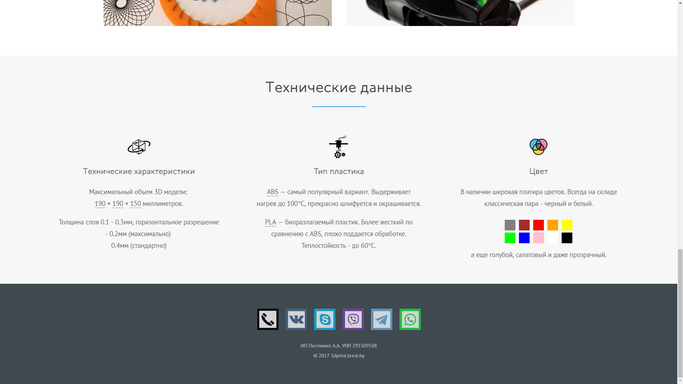 Технические данные
Технические характеристики
Максимальный объем 3D модели:
190 × 190 × 150 миллиметров.
Толщина слоя 0.1 - 0.3мм, горизонтальное разрешение
- 0.2мм (максимально)
0.4мм (стандартно)
Тип пластика
ABS — самый популярный вариант. Выдерживает
нагрев до 100°С, прекрасно шлифуется и окрашивается.
PLA — биоразлагаемый пластик. Более жесткий по
сравнению с ABS, плохо поддается обработке.
Теплостойкость - до 60°С.
Цвет
В наличии широкая платира цветов. Всегда на складе
классическая пара - черный и белый.
а еще голубой, салатовый и даже прозрачный.
ИП Постовики А.А. УНП 291509588
© 2017 3dprint.brest.by